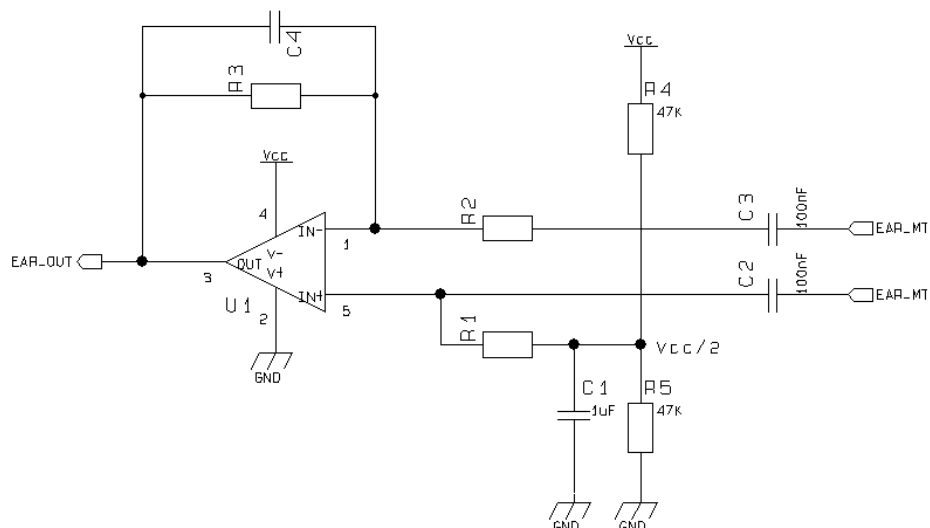 C4
R3
Vcc
R4
47K
Vcc
4
IN-
1
R2
C3
100nF
EAR_MT
EAR_OUT
3
OUT
V-
V+
U1
2
IN+
5
C2
100nF
EAR_MT
R1
Vcc/2
GND
C1
1uF
R5
47K
GND
GND